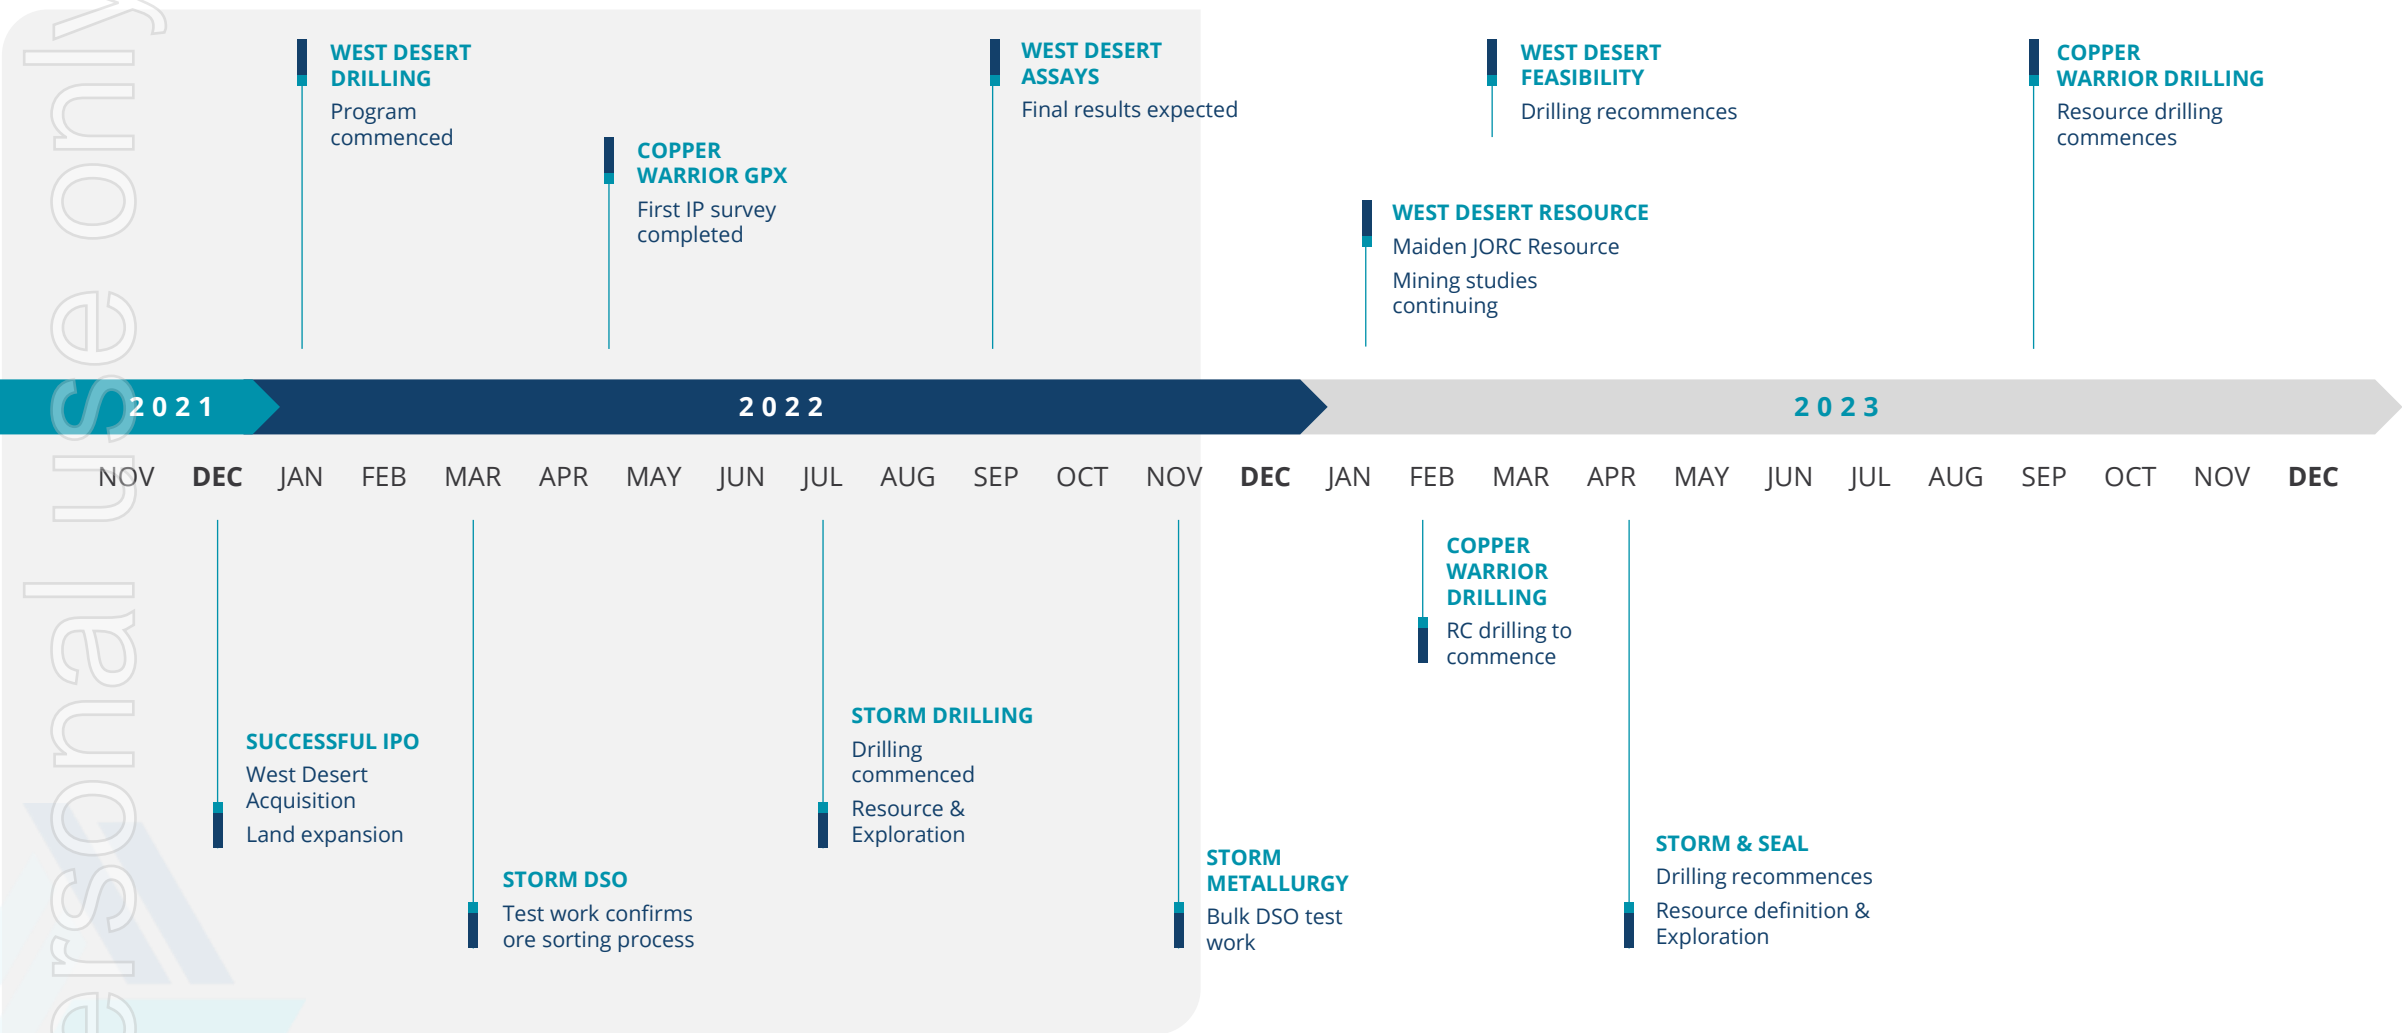 WEST DESERT
DRILLING
Program
commenced
COPPER
WARRIOR GPX
First IP survey
completed
WEST DESERT
ASSAYS
Final results expected
WEST DESERT
FEASIBILITY
Drilling recommences
WEST DESERT RESOURCE
Maiden JORC Resource
Mining studies
continuing
COPPER
WARRIOR DRILLING
Resource drilling
commences
2021 2022 2023
NOV DEC JAN FEB MAR APR MAY JUN JUL AUG SEP OCT NOV DEC JAN FEB MAR APR MAY JUN JUL AUG SEP OCT NOV DEC
SUCCESSFUL IPO
West Desert
Acquisition
Land expansion
STORM DSO
Test work confirms
ore sorting process
STORM DRILLING
Drilling
commenced
Resource &
Exploration
STORM
METALLURGY
Bulk DSO test
work
COPPER
WARRIOR
DRILLING
RC drilling to
commence
STORM & SEAL
Drilling recommences
Resource definition &
Exploration
ersonal use only